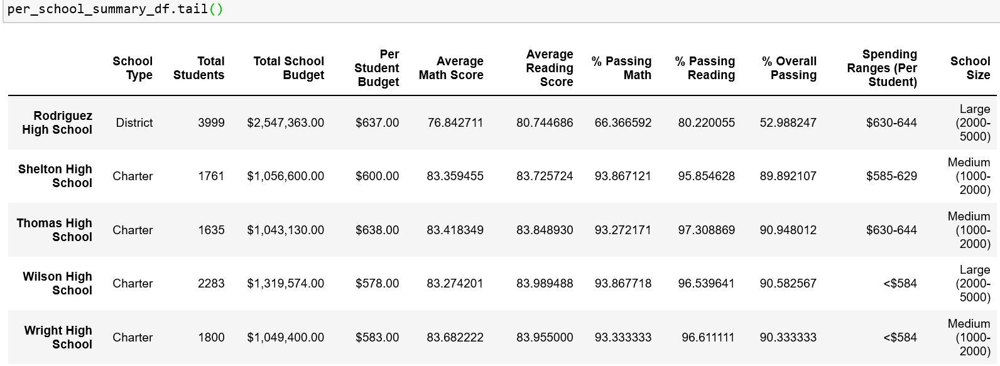 per_school_summary_df.tail()
School Type Total Students Total School Budget Per Student Budget Average Math Score Average Reading Score % Passing Math % Passing Reading % Overall Passing Spending Ranges (Per Student) School Size
Rodriguez High School District 3999 $2,547,363.00 $637.00 76.842711 80.744686 66.366592 80.220055 52.988247 $630-644 Large (2000-5000)
Shelton High School Charter 1761 $1,056,600.00 $600.00 83.359455 83.725724 93.867121 95.854628 89.892107 $585-629 Medium (1000-2000)
Thomas High School Charter 1635 $1,043,130.00 $638.00 83.418349 83.848930 93.272171 97.308869 90.948012 $630-644 Medium (1000-2000)
Wilson High School Charter 2283 $1,319,574.00 $578.00 83.274201 83.989488 93.867718 96.539641 90.582567 <$584 Large (2000-5000)
Wright High School Charter 1800 $1,049,400.00 $583.00 83.682222 83.955000 93.333333 96.611111 90.333333 <$584 Medium (1000-2000)